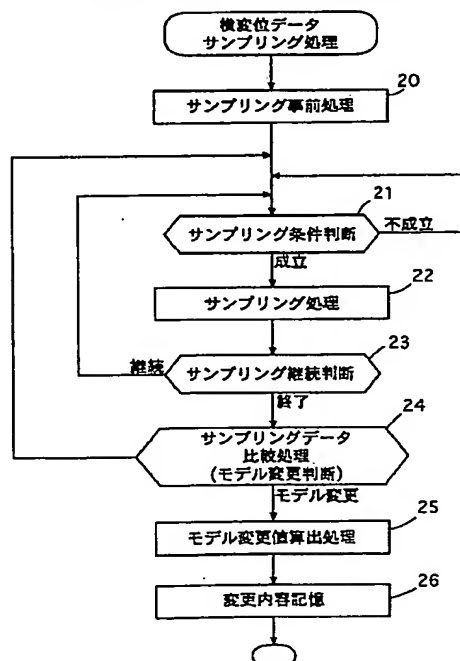 横変位データ
サンプリング処理
20
サンプリング事前処理
21
サンプリング条件判断
不成立
成立
22
サンプリング処理
23
継続
サンプリング継続判断
終了
24
サンプリングデータ
比較処理
(モデル変更判断)
モデル変更
25
モデル変更値算出処理
26
変更内容記憶